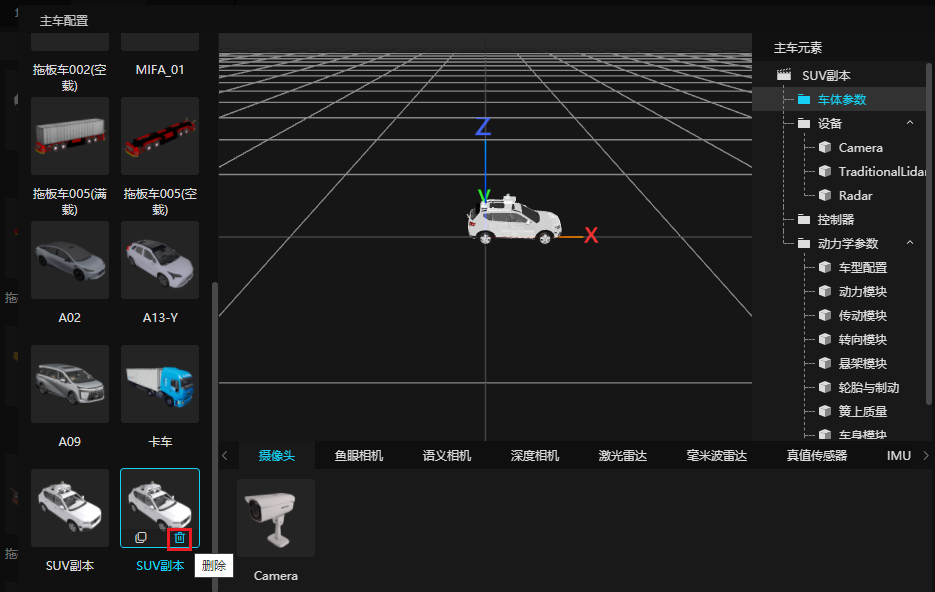 主车配置
拖板车002(空
载)
MIFA_01
拖板车005(满
载)
拖板车005(空
载)
A02
A13-Y
A09
卡车
SUV副本
SUV副本
删除
Z
Y
X
摄像头
鱼眼相机
语义相机
深度相机
激光雷达
毫米波雷达
真值传感器
IMU
Camera
主车元素
SUV副本
车体参数
设备
Camera
TraditionalLidar
Radar
控制器
动力学参数
车型配置
动力模块
传动模块
转向模块
悬架模块
轮胎与制动
簧上质量
车身模块
拖
拖